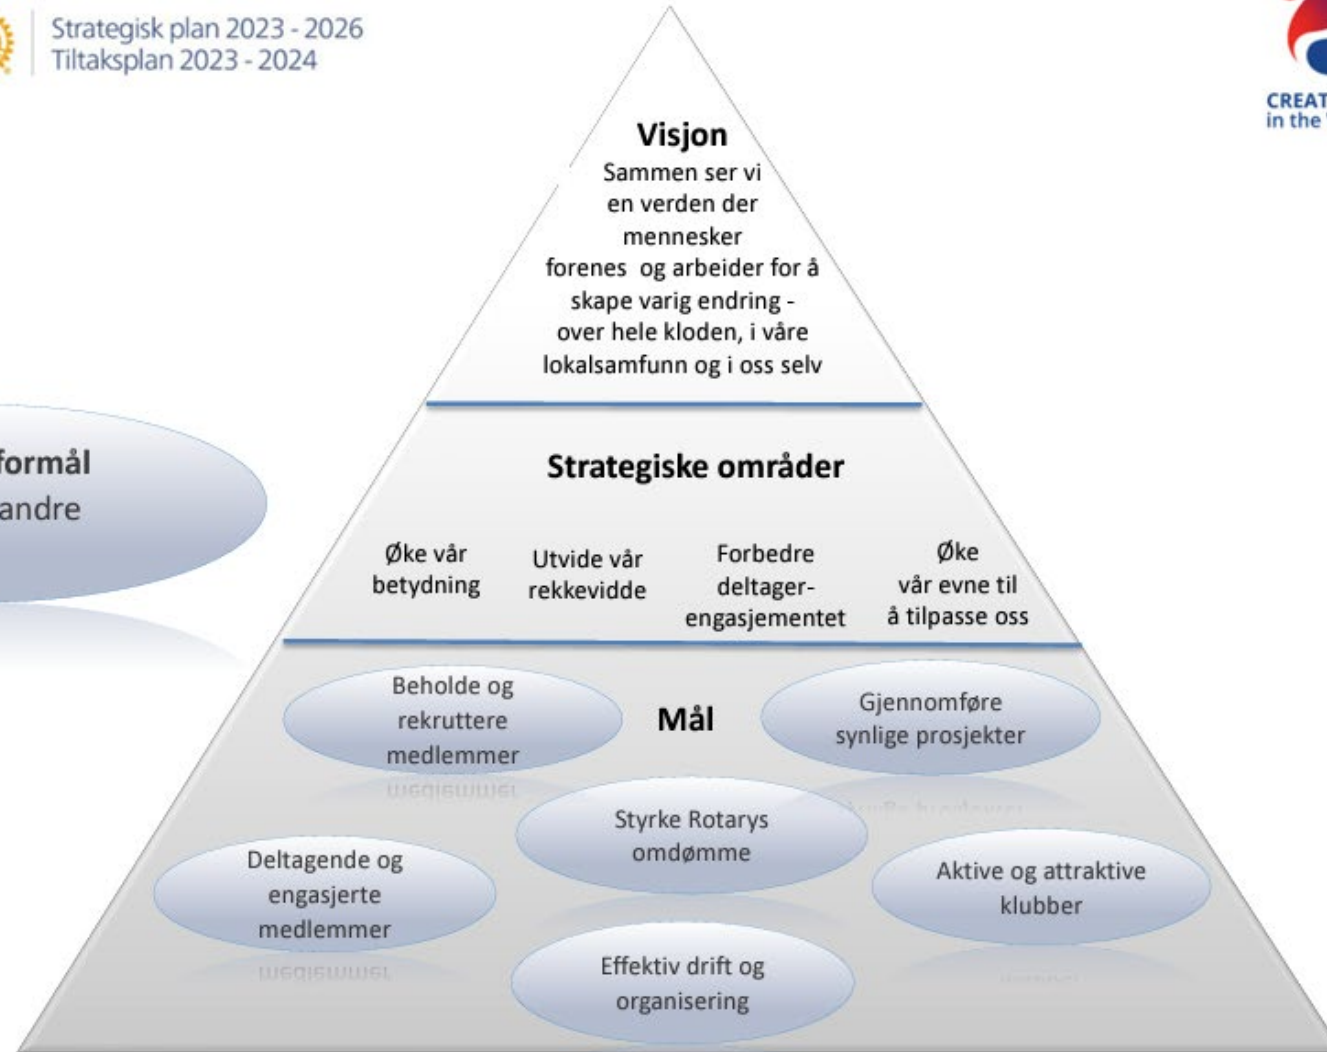 Strategisk plan 2023 - 2026
Tiltaksplan 2023 - 2024
CREAT
in the
Visjon
Sammen ser vi
en verden der
mennesker
forenes og arbeider for å
skape varig endring -
over hele kloden, i våre
lokalsamfunn og i oss selv
formål
andre
Strategiske områder
Øke vår
betydning
Utvide vår
rekkevidde
Forbedre
deltager-
engasjementet
Øke
vår evne til
å tilpasse oss
Mål
Beholde og
rekruttere
medlemmer
Gjennomføre
synlige prosjekter
Styrke Rotarys
omdømme
Deltagende og
engasjerte
medlemmer
Aktive og attraktive
klubber
Effektiv drift og
organisering